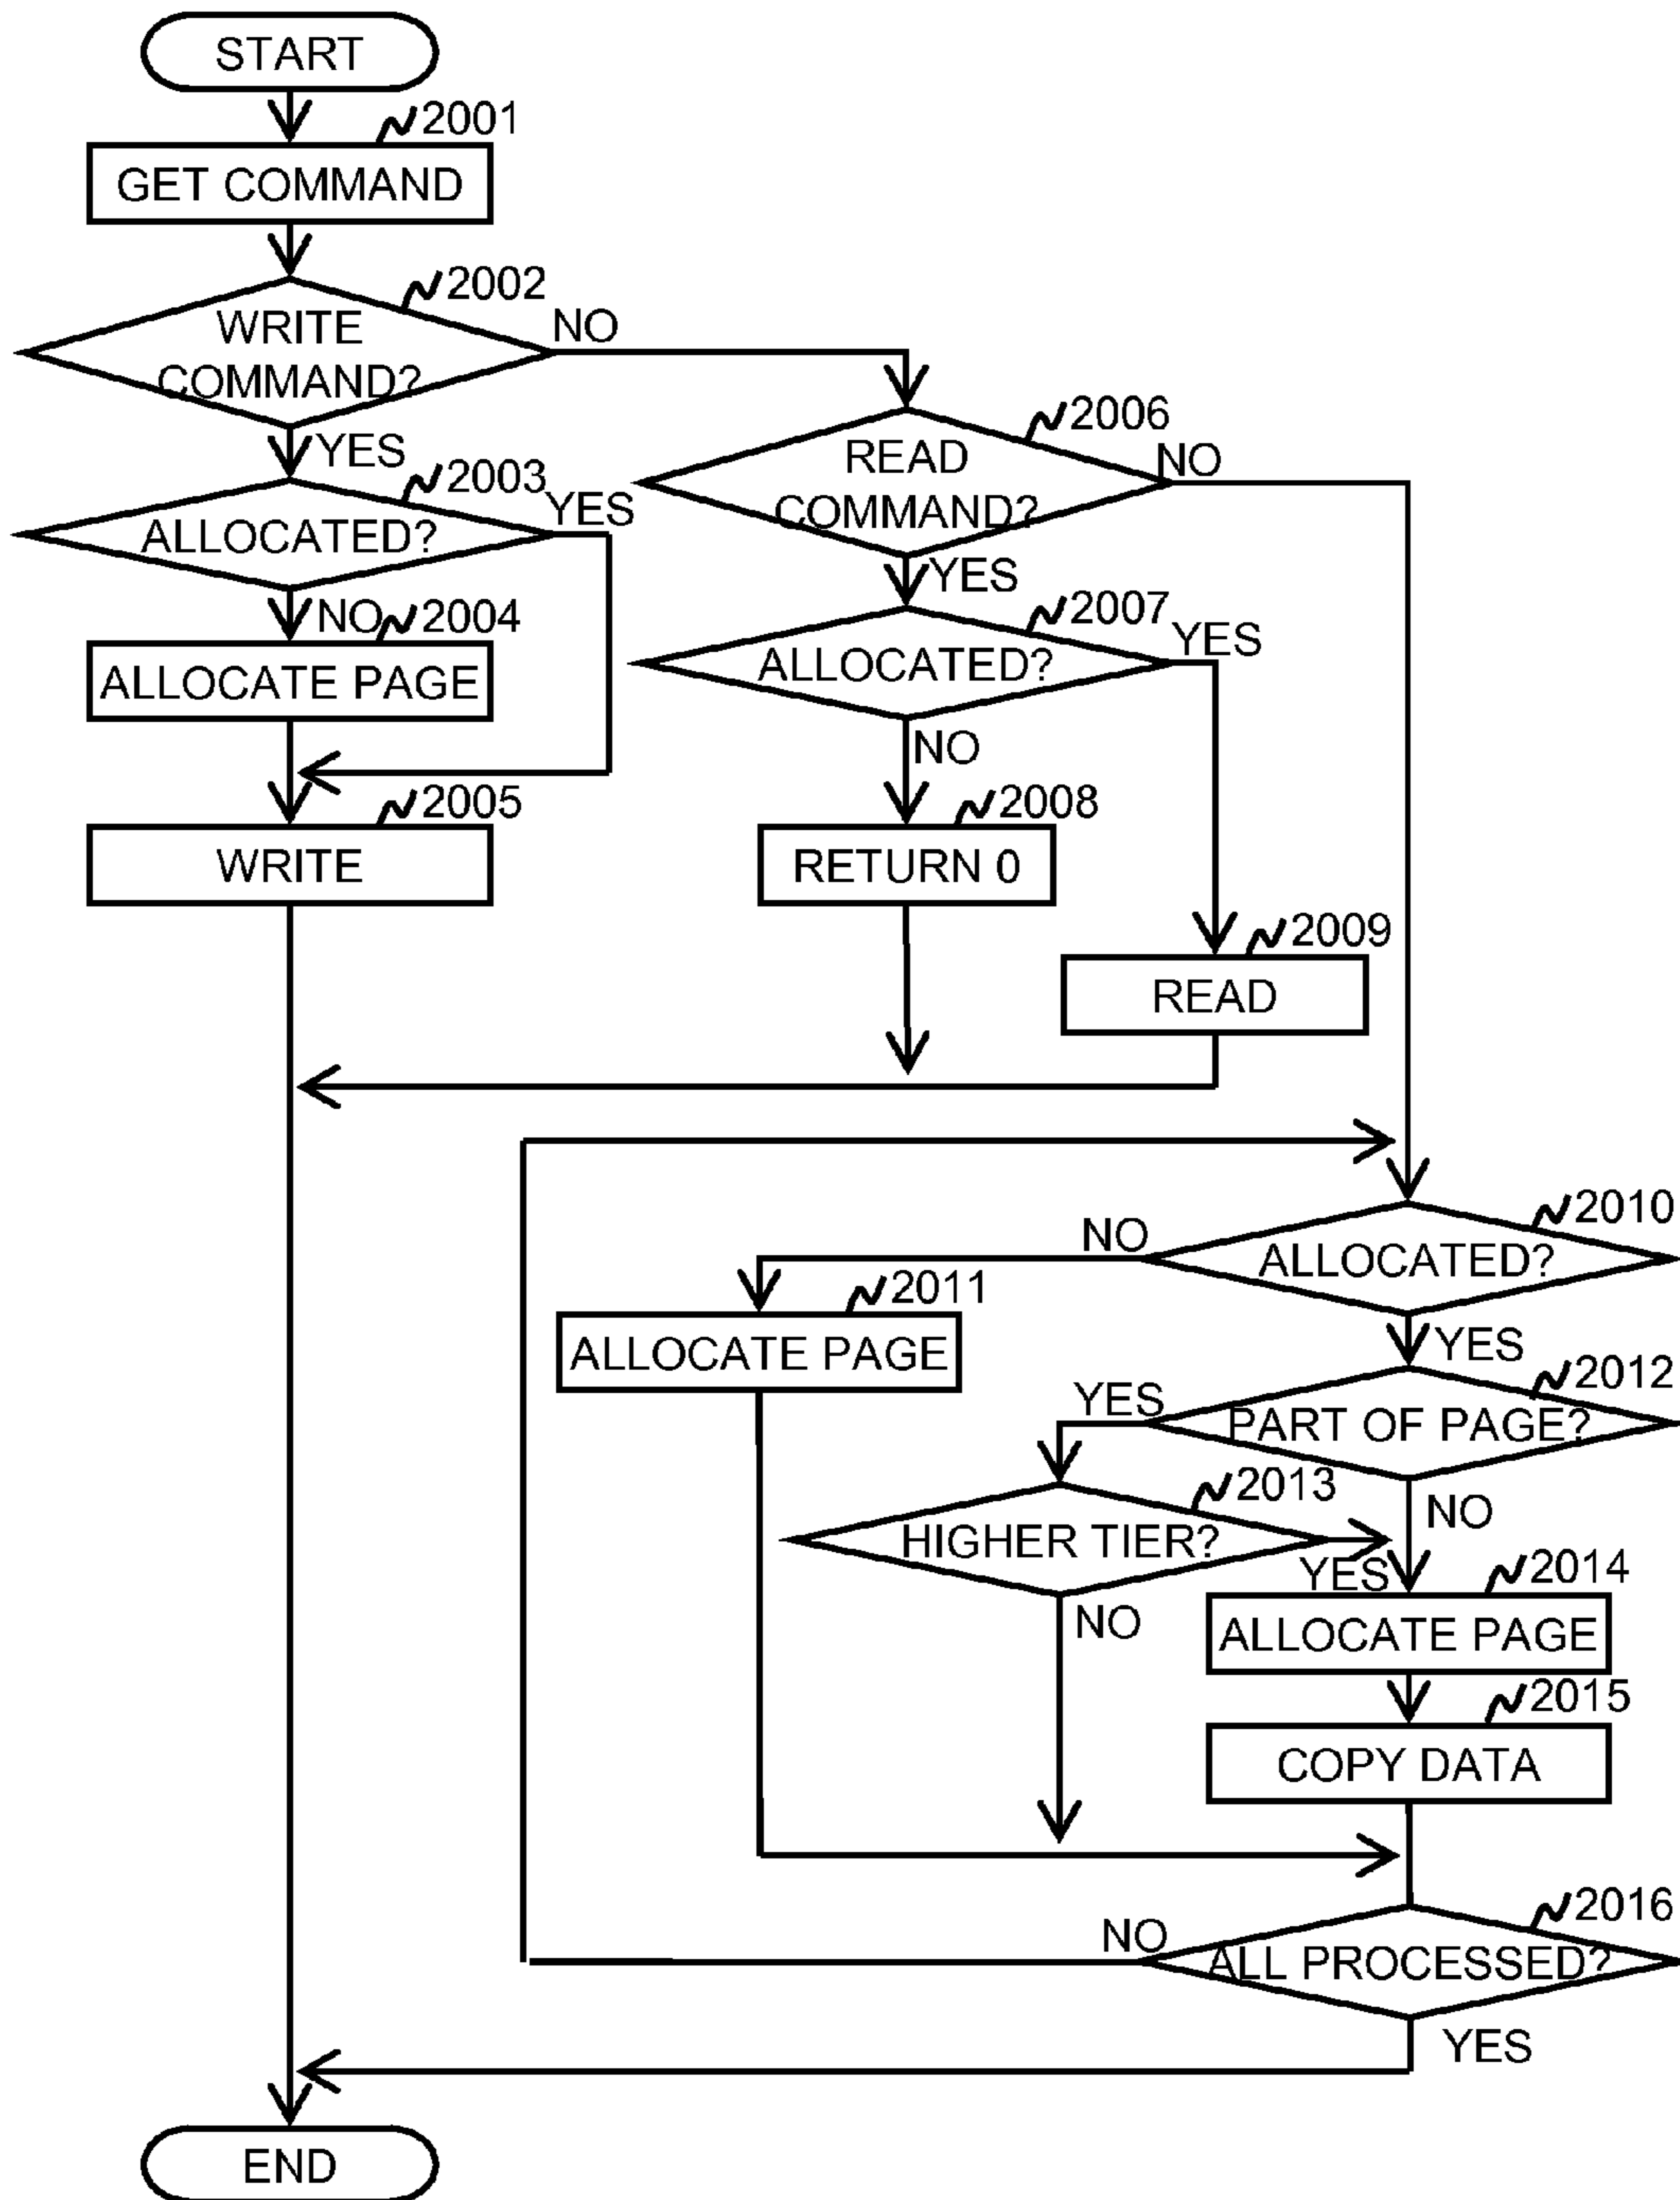 START
2001
GET COMMAND
2002
WRITE
COMMAND?
NO
YES
2003
ALLOCATED?
YES
NO
2004
ALLOCATE PAGE
2005
WRITE
2006
READ
COMMAND?
NO
YES
2007
ALLOCATED?
YES
NO
2008
RETURN 0
2009
READ
2010
ALLOCATED?
NO
2011
ALLOCATE PAGE
YES
2012
PART OF PAGE?
YES
2013
HIGHER TIER?
NO
YES
NO
2014
ALLOCATE PAGE
2015
COPY DATA
2016
ALL PROCESSED?
NO
YES
END